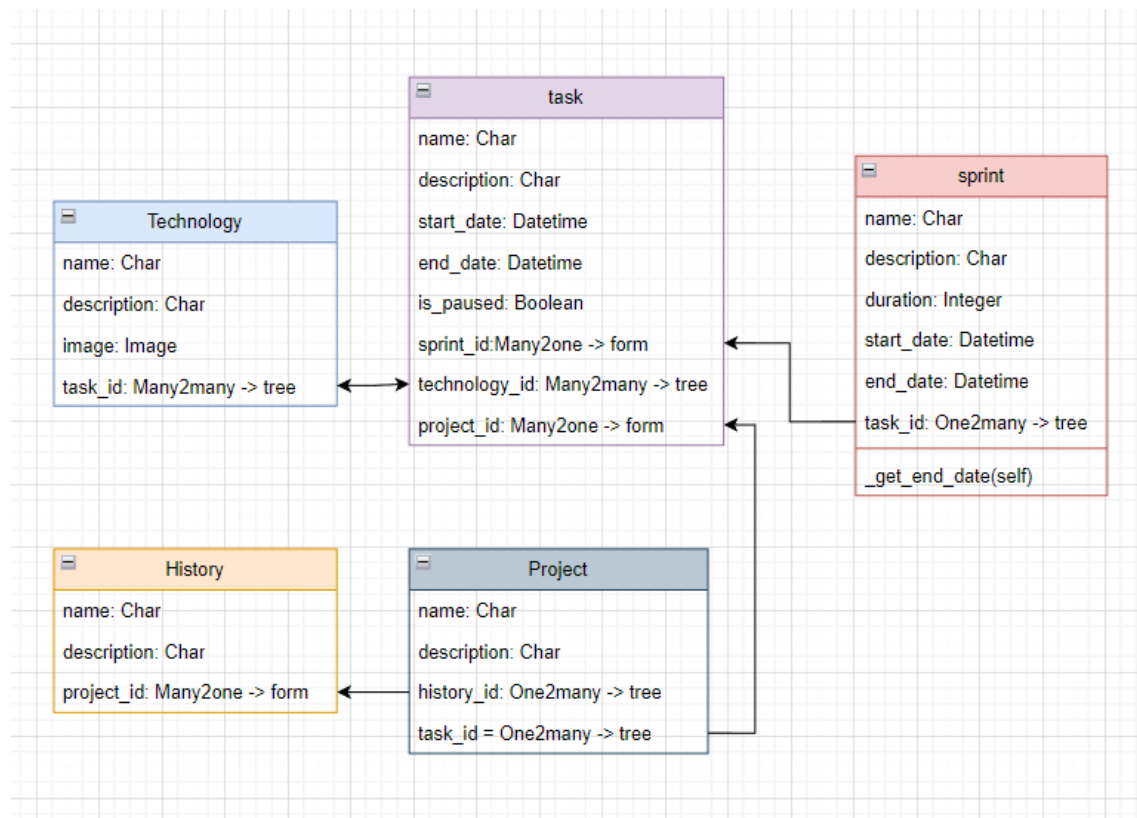 task
name: Char
description: Char
start_date: Datetime
end_date: Datetime
is_paused: Boolean
sprint_id:Many2one -> form
technology_id: Many2many -> tree
project_id: Many2one -> form
sprint
name: Char
description: Char
duration: Integer
start_date: Datetime
end_date: Datetime
task_id: One2many -> tree
_get_end_date(self)
Technology
name: Char
description: Char
image: Image
task_id: Many2many -> tree
History
name: Char
description: Char
project_id: Many2one -> form
Project
name: Char
description: Char
history_id: One2many -> tree
task_id = One2many -> tree